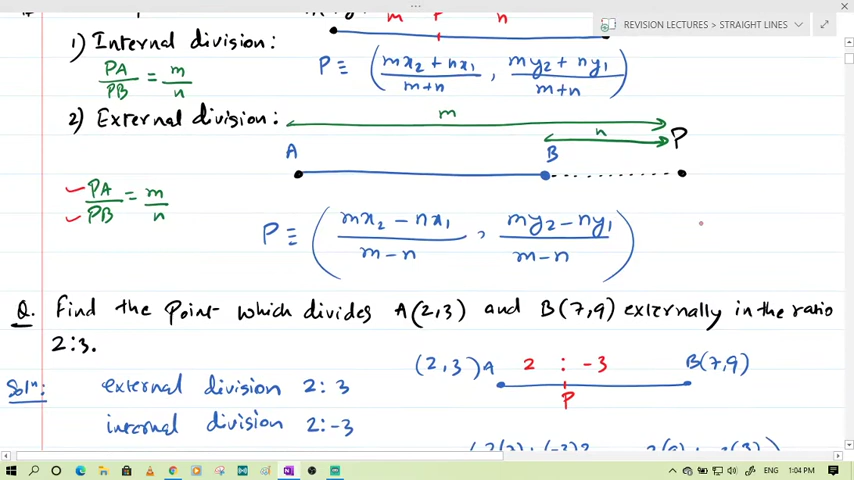 REVISION LECTURES > STRAIGHT LINES
m P n
1) Internal division:
PA/PB = m/n
P ≡ ( (mx₂ + nx₁)/(m+n) , (my₂ + ny₁)/(m+n) )
2) External division:
m
n
A B P
PA/PB = m/n
P ≡ ( (mx₂ − nx₁)/(m−n) , (my₂ − ny₁)/(m−n) )
Q. Find the point which divides A(2,3) and B(7,9) externally in the ratio
2:3.
(2,3)A 2 : -3 B(7,9)
P
Solⁿ: external division 2:3
internal division 2:-3
ENG 1:04 PM